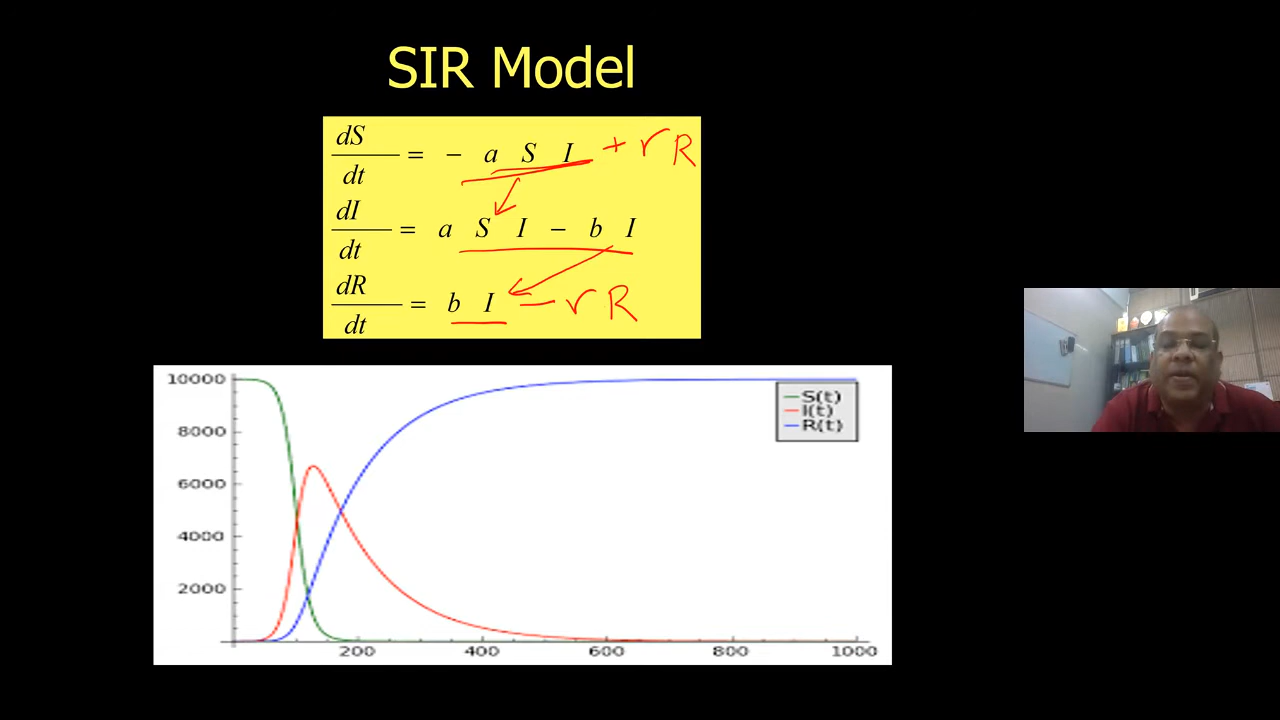 SIR Model
dS/dt = - a S I + r R
dI/dt = a S I - b I
dR/dt = b I - r R
10000
8000
6000
4000
2000
S(t)
I(t)
R(t)
200 400 600 800 1000